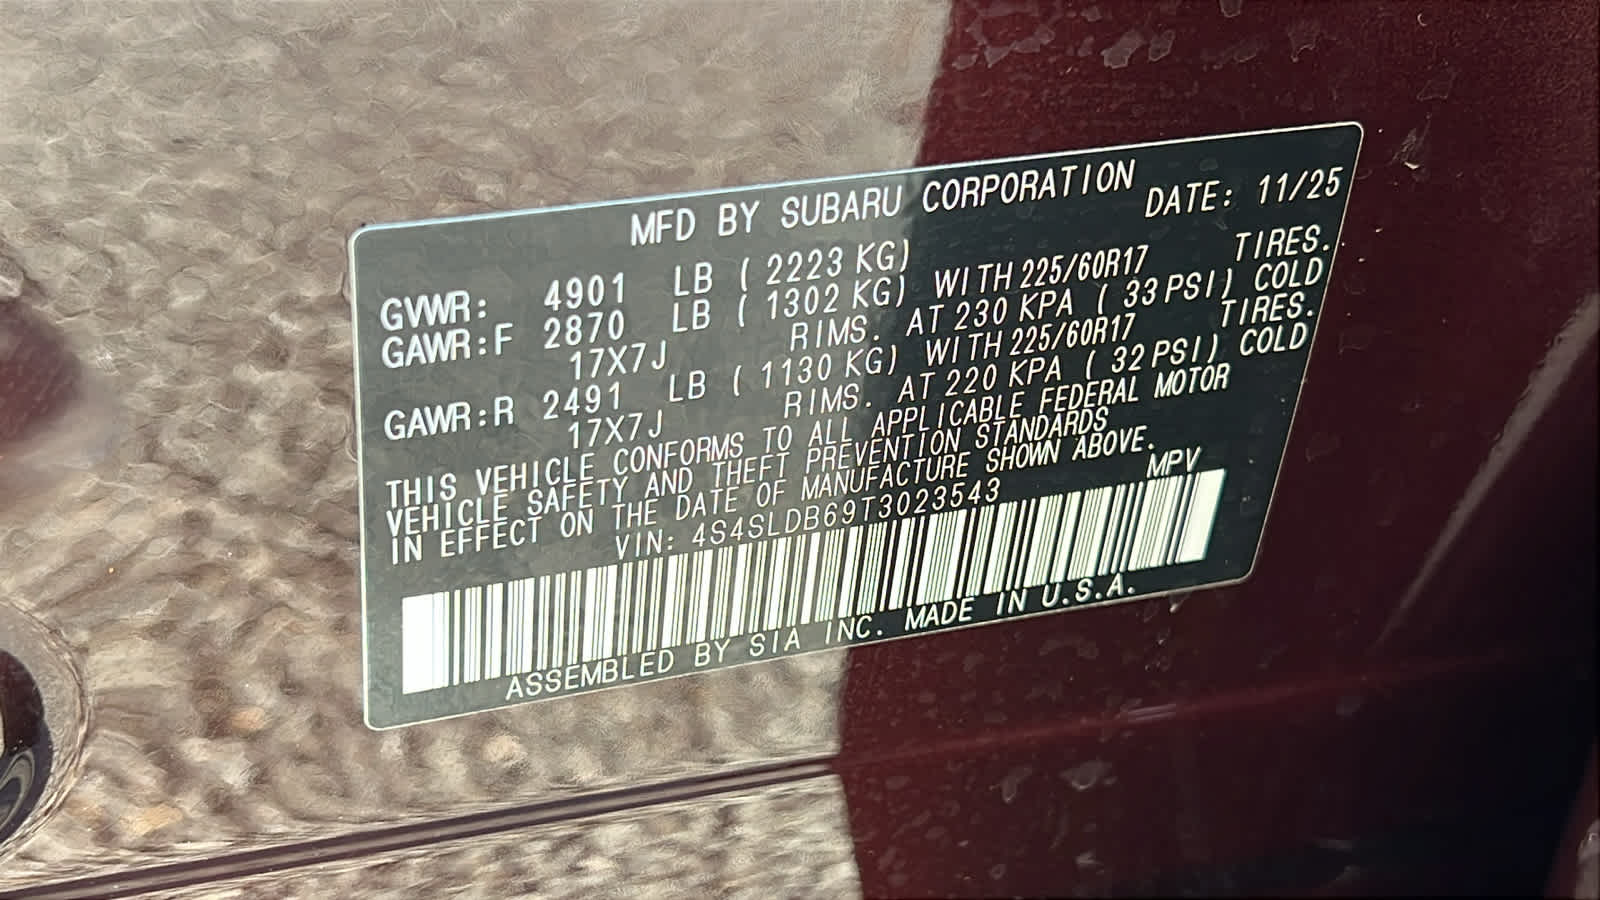 MFD BY SUBARU CORPORATION
DATE: 11/25
GVWR: 4901 LB ( 2223 KG)
GAWR:F 2870 LB ( 1302 KG) WITH 225/60R17 TIRES.
17X7J RIMS. AT 230 KPA ( 33 PSI) COLD
GAWR:R 2491 LB ( 1130 KG) WITH 225/60R17 TIRES.
17X7J RIMS. AT 220 KPA ( 32 PSI) COLD
THIS VEHICLE CONFORMS TO ALL APPLICABLE FEDERAL MOTOR
VEHICLE SAFETY AND THEFT PREVENTION STANDARDS
IN EFFECT ON THE DATE OF MANUFACTURE SHOWN ABOVE.
VIN: 4S4SLDB69T3023543 MPV
ASSEMBLED BY SIA INC. MADE IN U.S.A.